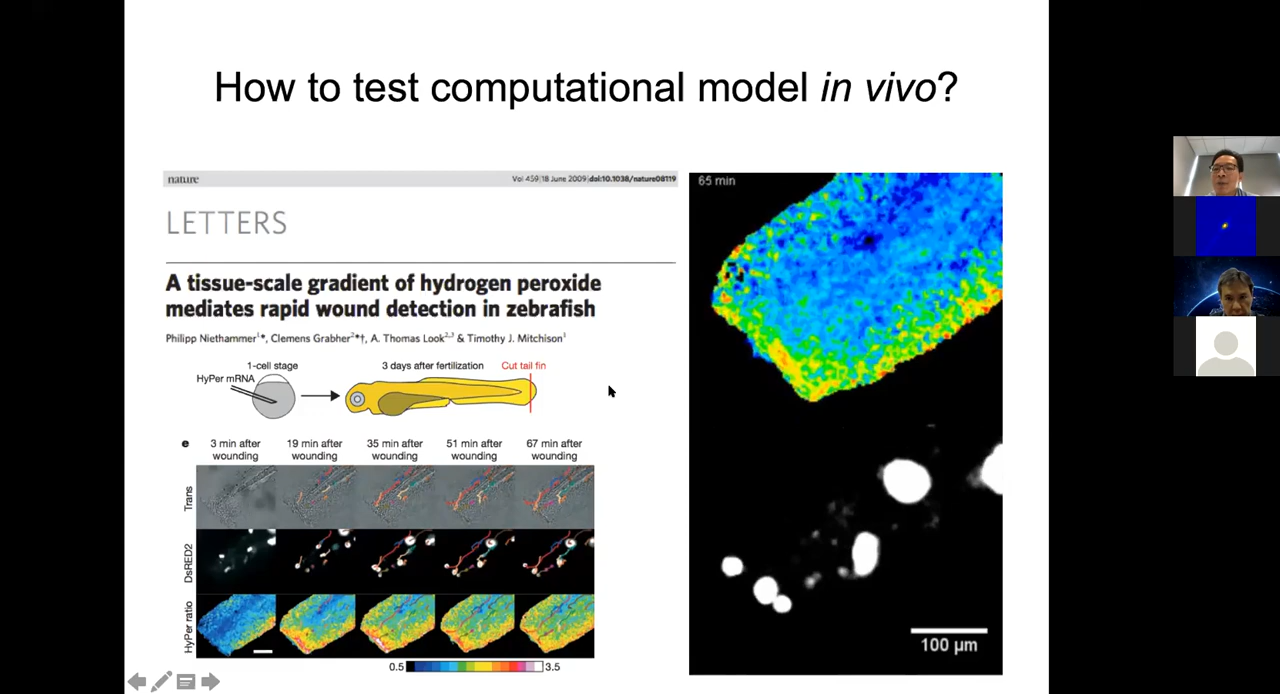 How to test computational model in vivo?
nature
Vol 459|18 June 2009|doi:10.1038/nature08119
LETTERS
A tissue-scale gradient of hydrogen peroxide
mediates rapid wound detection in zebrafish
Philipp Niethammer¹*, Clemens Grabher²*†, A. Thomas Look²,³ & Timothy J. Mitchison¹
1-cell stage
3 days after fertilization
Cut tail fin
HyPer mRNA
e
3 min after
wounding
19 min after
wounding
35 min after
wounding
51 min after
wounding
67 min after
wounding
Trans
DsRED2
HyPer ratio
0.5
3.5
65 min
100 µm